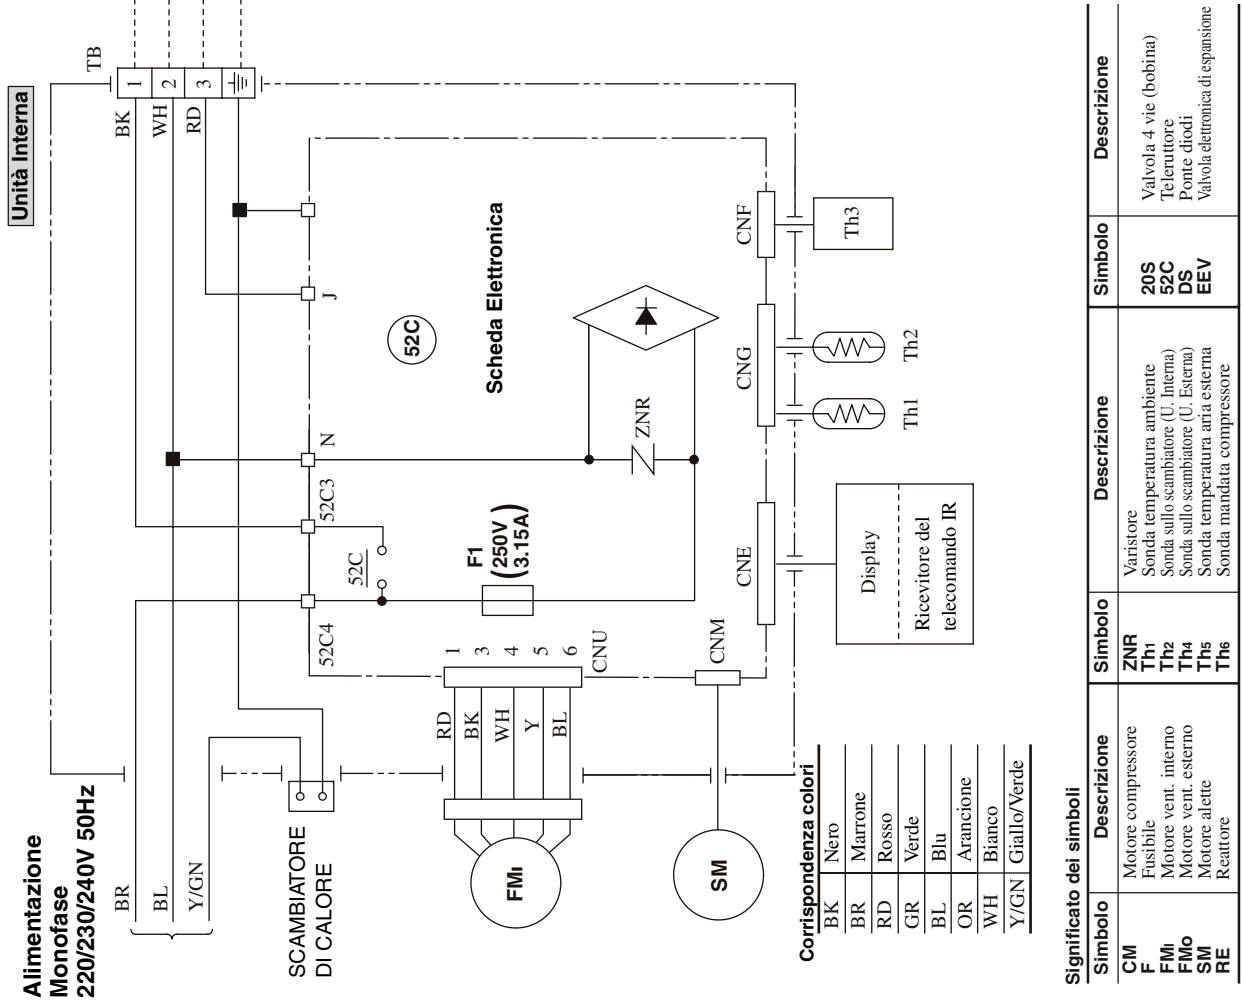 Unità Interna
Alimentazione
Monofase
220/230/240V 50Hz
BR
BL
Y/GN
SCAMBIATORE
DI CALORE
TB
1
2
3
BK
WH
RD
J
N
52C3
52C4
52C
52C
Scheda Elettronica
F1
(250V
3.15A)
ZNR
1
3
4
5
6
CNU
RD
BK
WH
Y
BL
FMI
SM
CNM
CNE
CNG
CNF
Display
Ricevitore del
telecomando IR
Th1
Th2
Th3
Corrispondenza colori
BK Nero
BR Marrone
RD Rosso
GR Verde
BL Blu
OR Arancione
WH Bianco
Y/GN Giallo/Verde
Significato dei simboli
Simbolo Descrizione Simbolo Descrizione Simbolo Descrizione
CM Motore compressore ZNR Varistore 20S Valvola 4 vie (bobina)
F Fusibile Th1 Sonda temperatura ambiente 52C Teleruttore
FMI Motore vent. interno Th2 Sonda sullo scambiatore (U. Interna) DS Ponte diodi
FMO Motore vent. esterno Th4 Sonda sullo scambiatore (U. Esterna) EEV Valvola elettronica di espansione
SM Motore alette Th5 Sonda temperatura aria esterna
RE Reattore Th6 Sonda mandata compressore